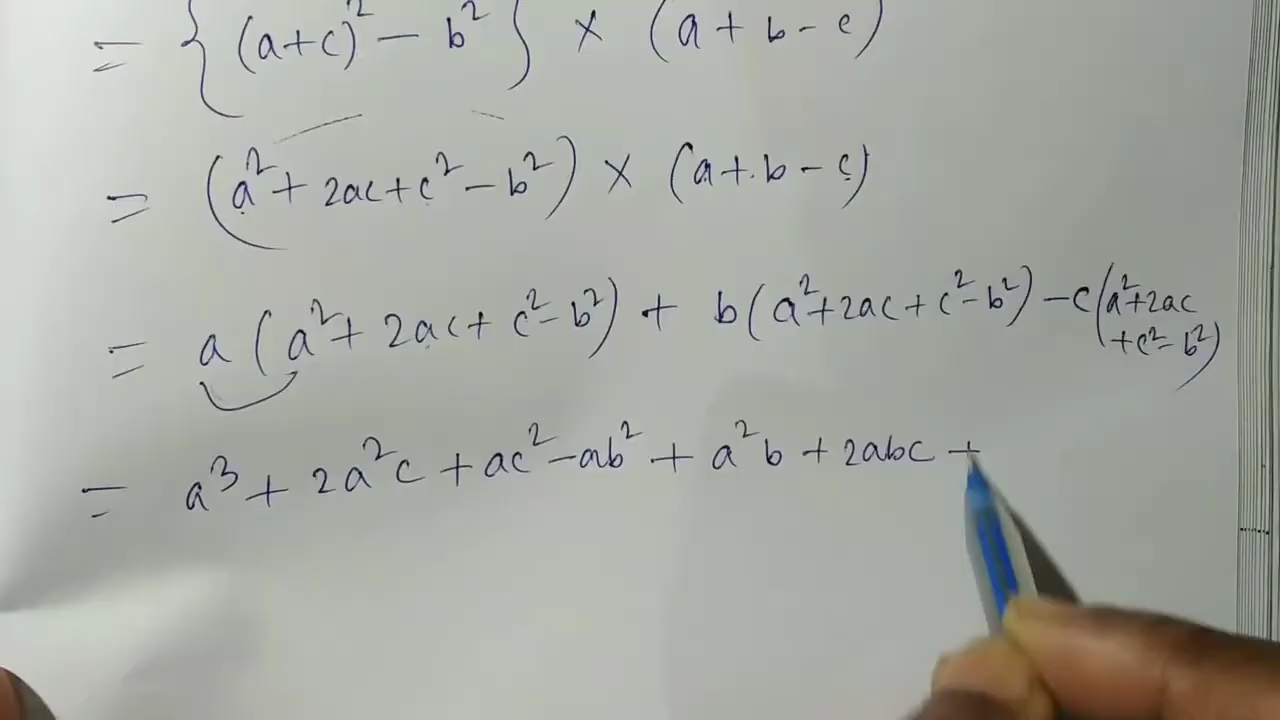 = {(a+c)² - b²} × (a + b - c)
= (a² + 2ac + c² - b²) × (a + b - c)
= a(a² + 2ac + c² - b²) + b(a² + 2ac + c² - b²) - c(a² + 2ac
+ c² - b²)
= a³ + 2a²c + ac² - ab² + a²b + 2abc +